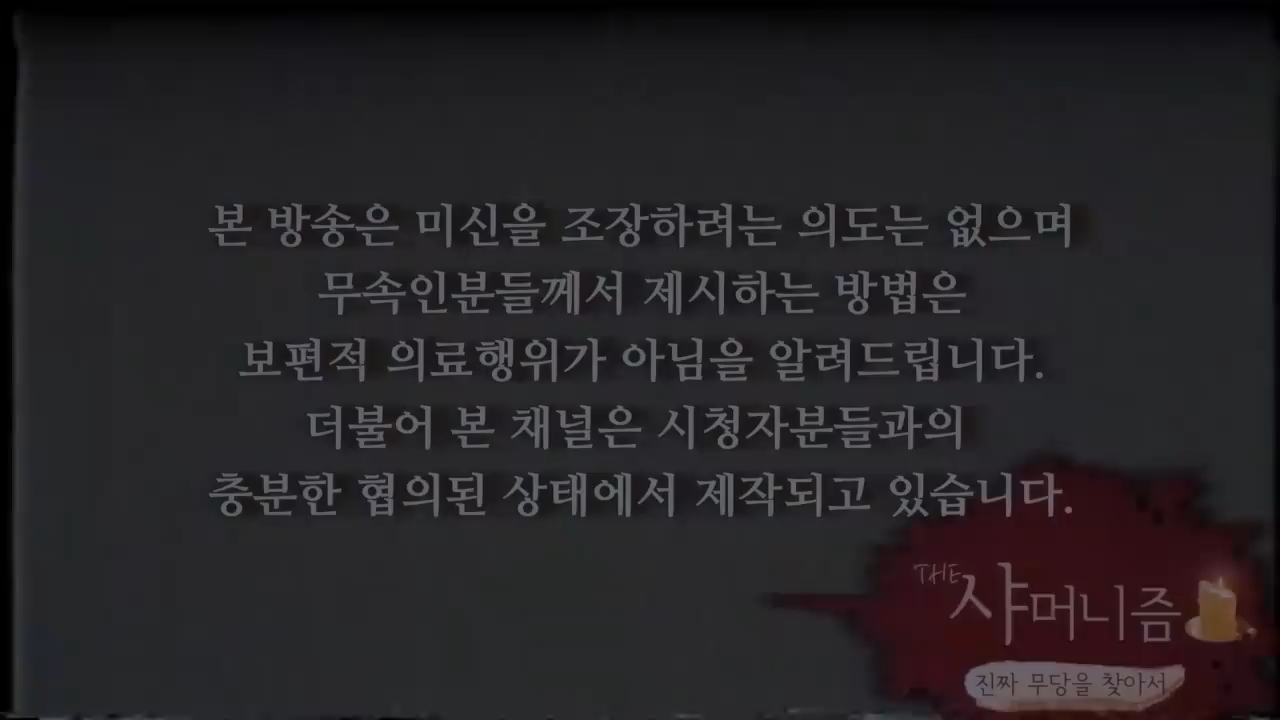 본 방송은 미신을 조장하려는 의도는 없으며
무속인분들께서 제시하는 방법은
보편적 의료행위가 아님을 알려드립니다.
더불어 본 채널은 시청자분들과의
충분한 협의된 상태에서 제작되고 있습니다.
THE 샤머니즘
진짜 무당을 찾아서